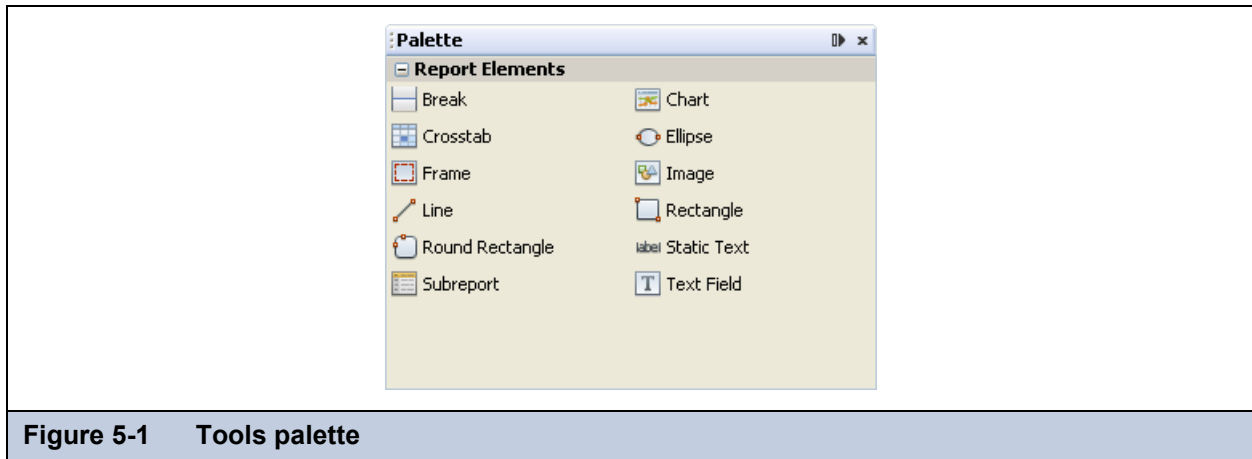 Palette
Report Elements
Break Chart
Crosstab Ellipse
Frame Image
Line Rectangle
Round Rectangle label Static Text
Subreport T Text Field
Figure 5-1 Tools palette